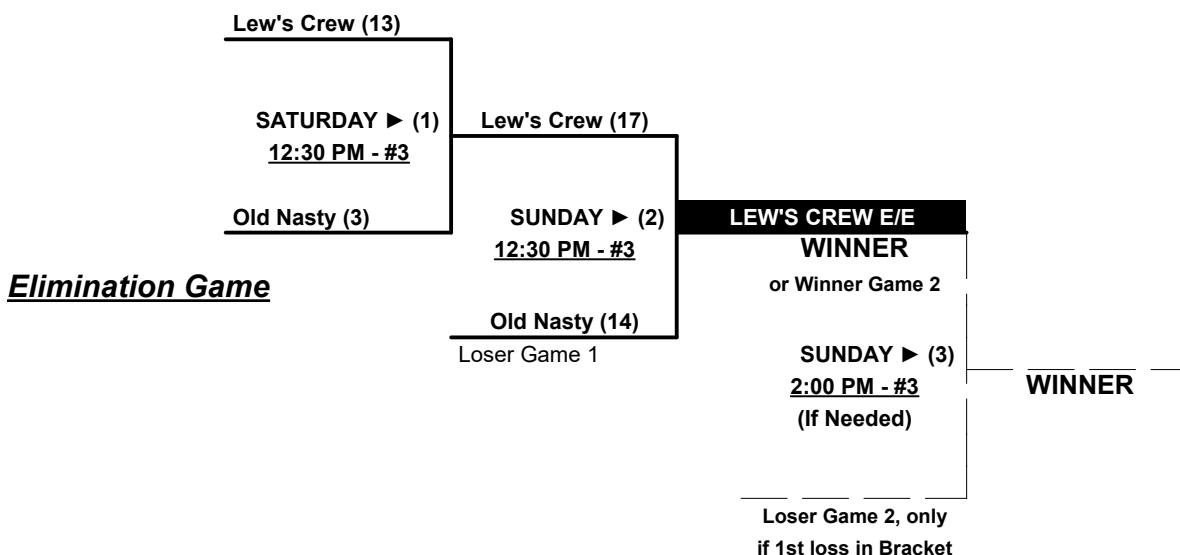 Lew's Crew (13)
SATURDAY ► (1)
12:30 PM - #3
Lew's Crew (17)
Old Nasty (3)
SUNDAY ► (2)
12:30 PM - #3
LEW'S CREW E/E
WINNER
or Winner Game 2
Elimination Game
Old Nasty (14)
Loser Game 1
SUNDAY ► (3)
2:00 PM - #3
(If Needed)
WINNER
Loser Game 2, only
if 1st loss in Bracket